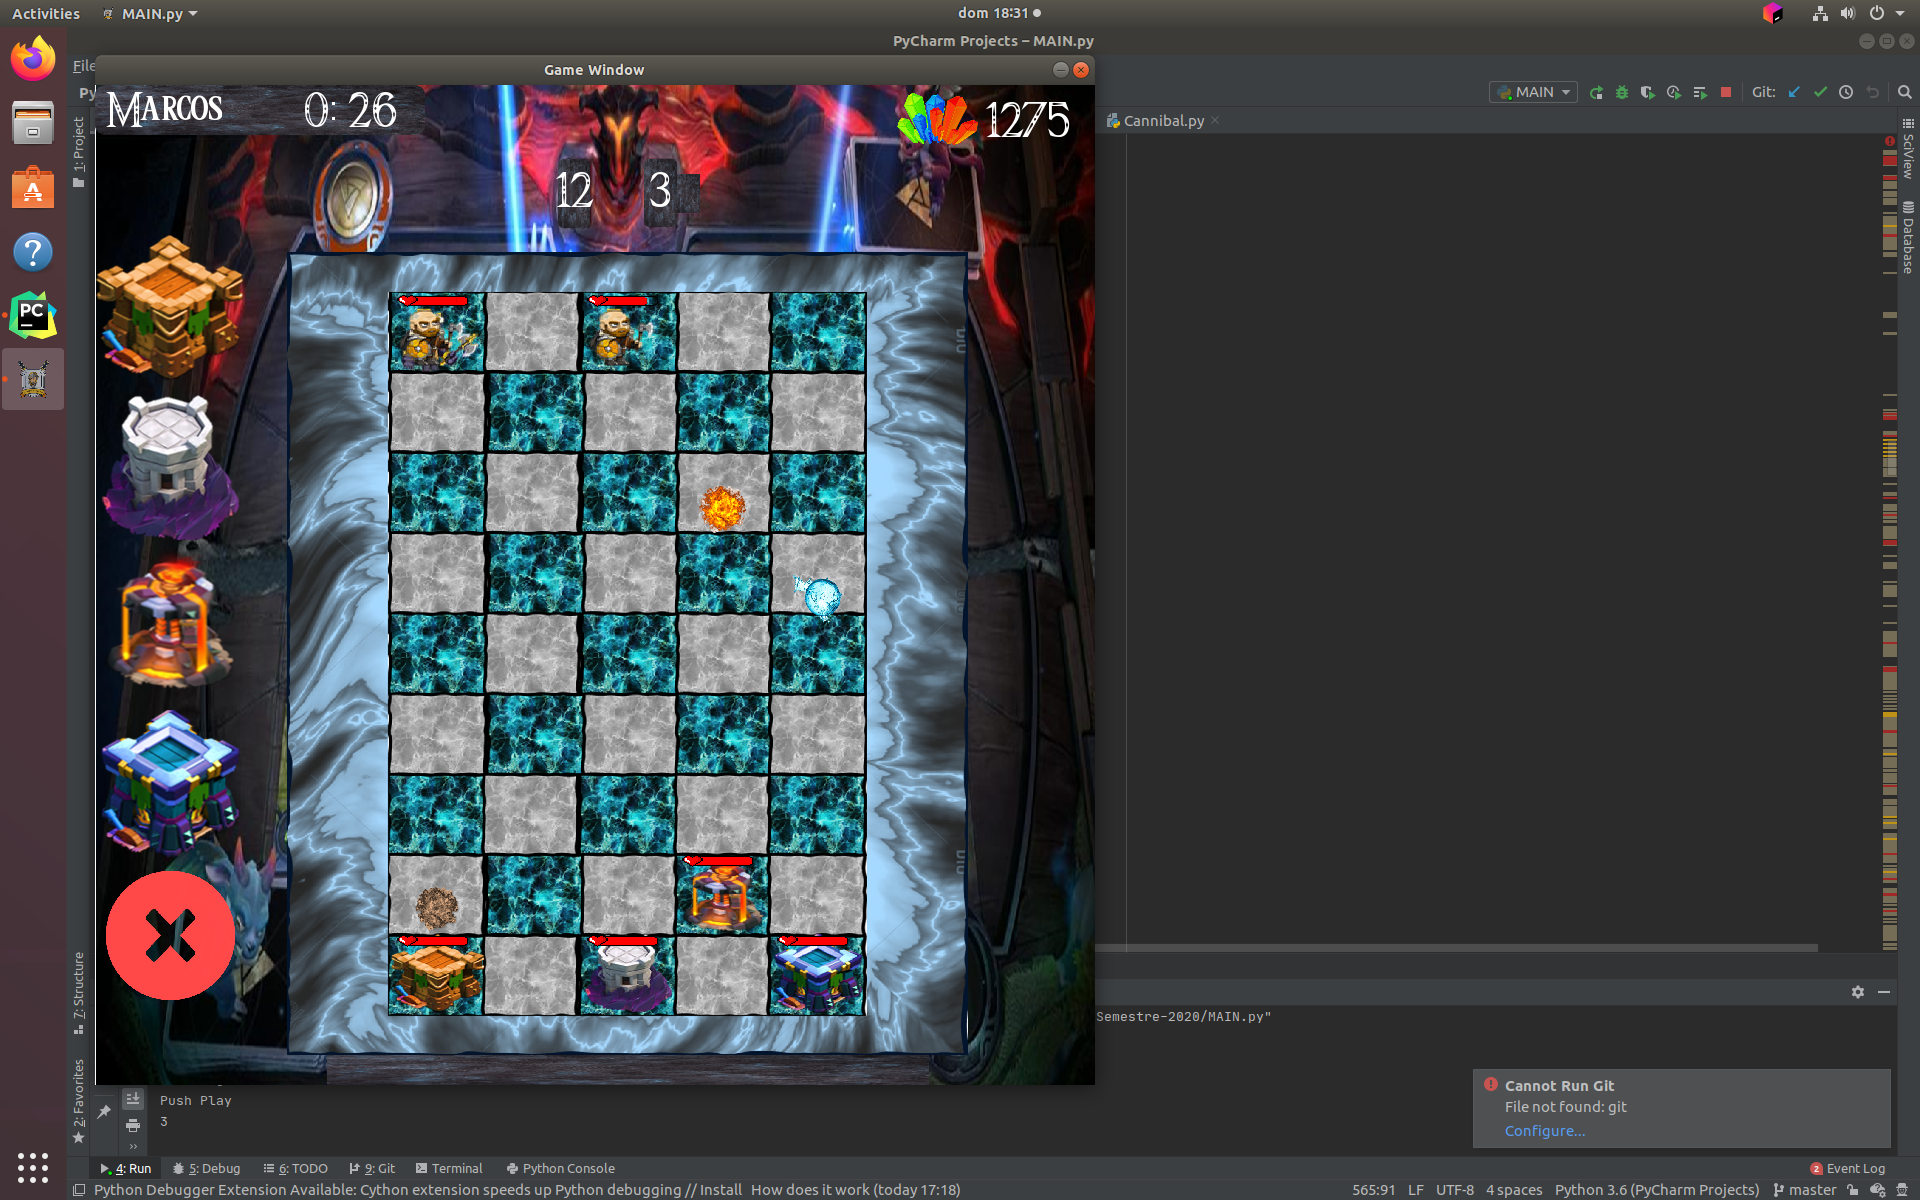 Activities MAIN.py dom 18:31
PyCharm Projects – MAIN.py
File
Game Window
Py
MAIN Git:
MARCOS 0: 26 1275
Cannibal.py
1: Project
SciView
Database
12 3
7: Structure
2: Favorites
Semestre-2020/MAIN.py"
Push Play
3
Cannot Run Git
File not found: git
Configure...
4: Run 5: Debug 6: TODO 9: Git Terminal Python Console 2 Event Log
Python Debugger Extension Available: Cython extension speeds up Python debugging // Install How does it work (today 17:18) 565:91 LF UTF-8 4 spaces Python 3.6 (PyCharm Projects) master